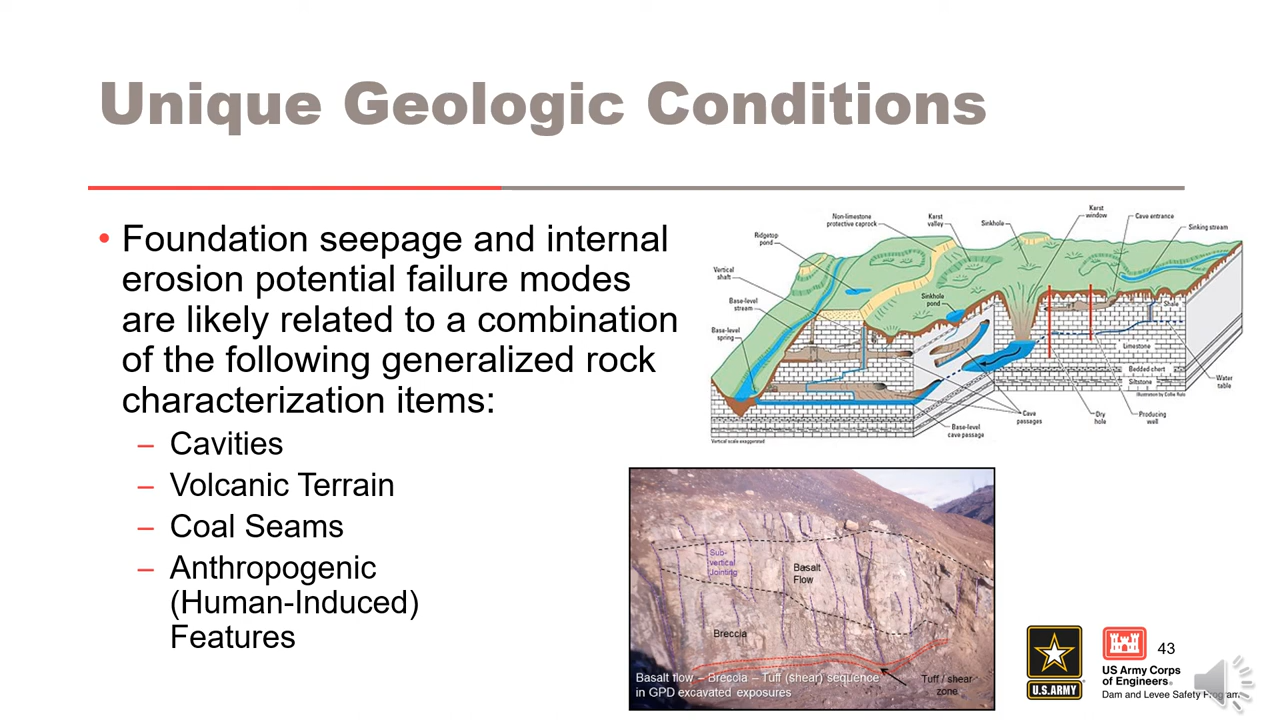 Unique Geologic Conditions
• Foundation seepage and internal
erosion potential failure modes
are likely related to a combination
of the following generalized rock
characterization items:
– Cavities
– Volcanic Terrain
– Coal Seams
– Anthropogenic
(Human-Induced)
Features
Non-limestone
protective caprock
Karst
valley
Sinkhole
Karst
window
Cave entrance
Sinking stream
Ridgetop
pond
Vertical
shaft
Base-level
stream
Base-level
spring
Sinkhole
pond
Shale
Limestone
Bedded chert
Siltstone
Water
table
Illustration by Collie Rulo
Cave
passages
Dry
hole
Producing
well
Base-level
cave passage
Vertical scale exaggerated
Sub-
vertical
Jointing
Basalt
Flow
Breccia
Tuff / shear
zone
Basalt flow – Breccia – Tuff (shear) sequence
in GPD excavated exposures
U.S.ARMY
US Army Corps
of Engineers®
Dam and Levee Safety Program
43